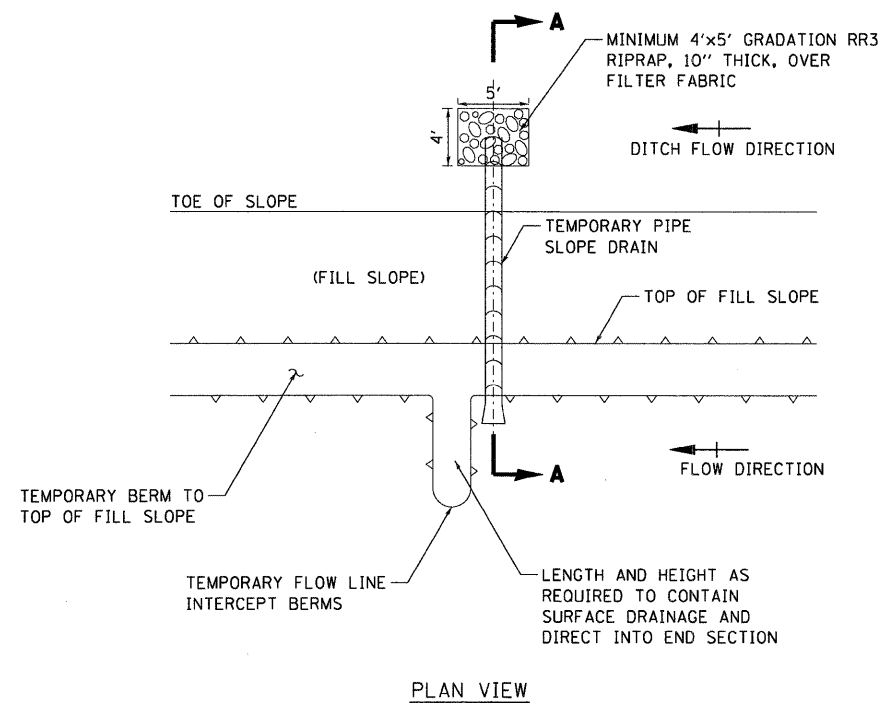 A
MINIMUM 4'x5' GRADATION RR3
RIPRAP, 10" THICK, OVER
FILTER FABRIC
5'
4'
DITCH FLOW DIRECTION
TOE OF SLOPE
TEMPORARY PIPE
SLOPE DRAIN
(FILL SLOPE)
TOP OF FILL SLOPE
A
FLOW DIRECTION
TEMPORARY BERM TO
TOP OF FILL SLOPE
TEMPORARY FLOW LINE
INTERCEPT BERMS
LENGTH AND HEIGHT AS
REQUIRED TO CONTAIN
SURFACE DRAINAGE AND
DIRECT INTO END SECTION
PLAN VIEW